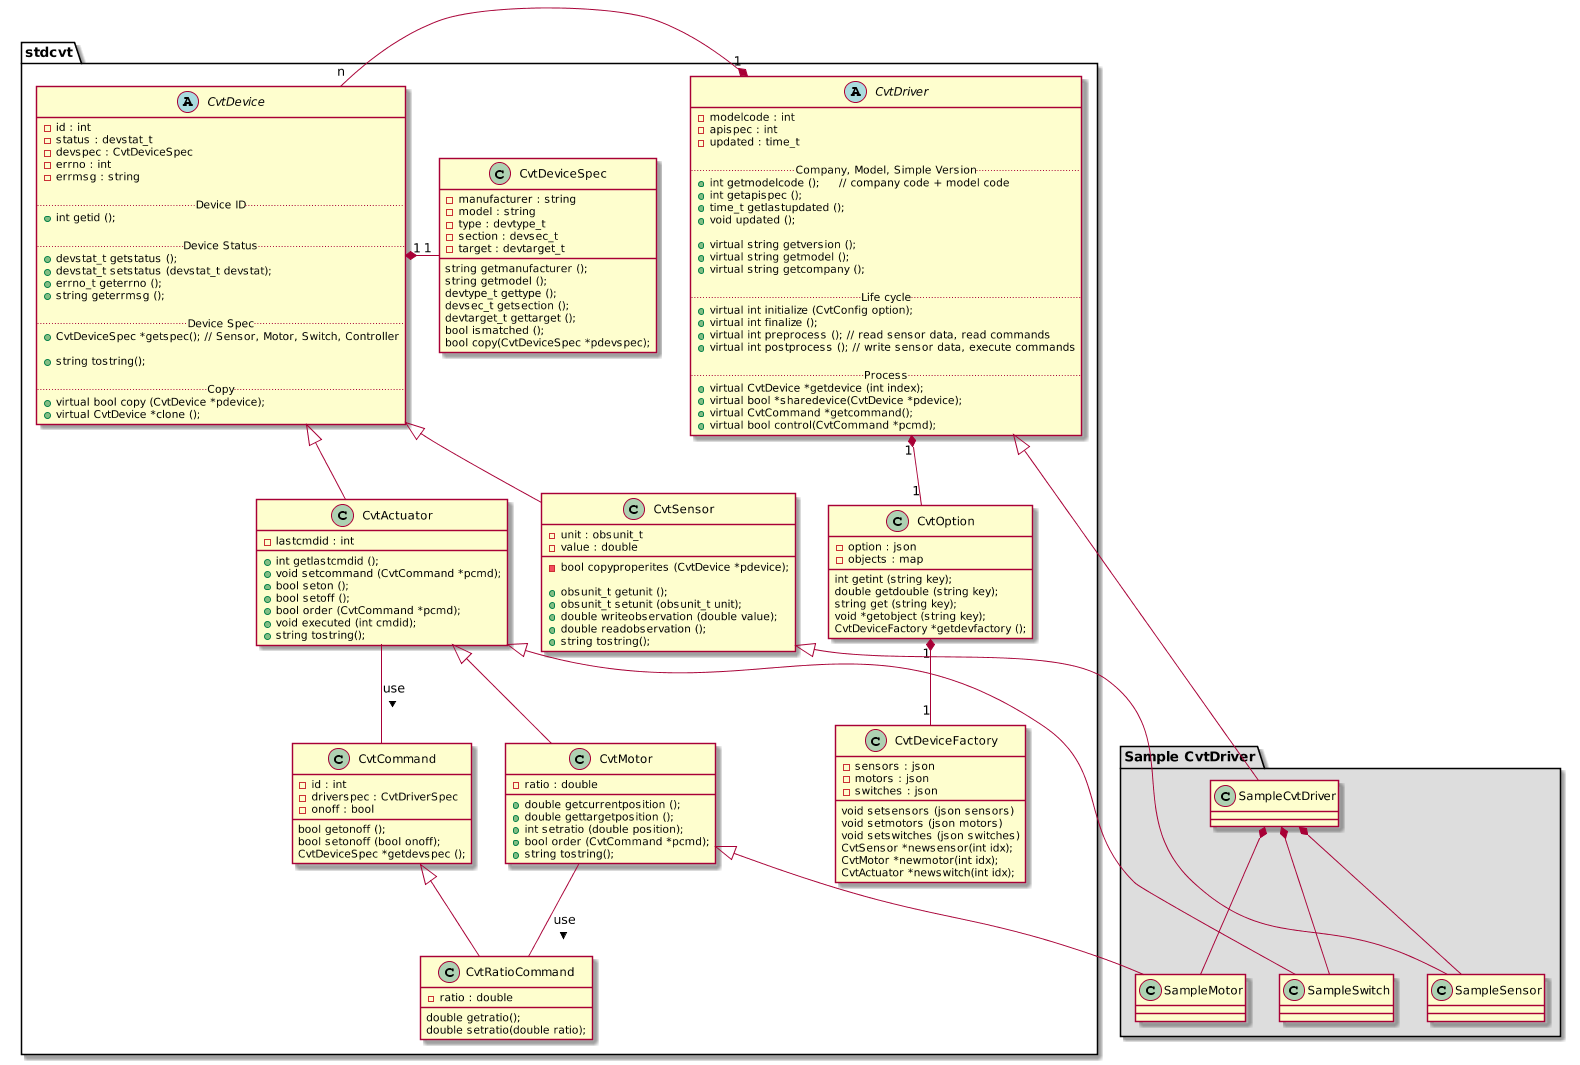 stdcvt
n
1
A CvtDevice
id : int
status : devstat_t
devspec : CvtDeviceSpec
errno : int
errmsg : string
Device ID
int getid ();
Device Status
devstat_t getstatus ();
devstat_t setstatus (devstat_t devstat);
errno_t geterrno ();
string geterrmsg ();
Device Spec
CvtDeviceSpec *getspec(); // Sensor, Motor, Switch, Controller
string tostring();
Copy
virtual bool copy (CvtDevice *pdevice);
virtual CvtDevice *clone ();
1 1
C CvtDeviceSpec
manufacturer : string
model : string
type : devtype_t
section : devsec_t
target : devtarget_t
string getmanufacturer ();
string getmodel ();
devtype_t gettype ();
devsec_t getsection ();
devtarget_t gettarget ();
bool ismatched ();
bool copy(CvtDeviceSpec *pdevspec);
A CvtDriver
modelcode : int
apispec : int
updated : time_t
Company, Model, Simple Version
int getmodelcode (); // company code + model code
int getapispec ();
time_t getlastupdated ();
void updated ();
virtual string getversion ();
virtual string getmodel ();
virtual string getcompany ();
Life cycle
virtual int initialize (CvtConfig option);
virtual int finalize ();
virtual int preprocess (); // read sensor data, read commands
virtual int postprocess (); // write sensor data, execute commands
Process
virtual CvtDevice *getdevice (int index);
virtual bool *sharedevice(CvtDevice *pdevice);
virtual CvtCommand *getcommand();
virtual bool control(CvtCommand *pcmd);
1
1
C CvtActuator
lastcmdid : int
int getlastcmdid ();
void setcommand (CvtCommand *pcmd);
bool seton ();
bool setoff ();
bool order (CvtCommand *pcmd);
void executed (int cmdid);
string tostring();
C CvtSensor
unit : obsunit_t
value : double
bool copyproperites (CvtDevice *pdevice);
obsunit_t getunit ();
obsunit_t setunit (obsunit_t unit);
double writeobservation (double value);
double readobservation ();
string tostring();
C CvtOption
option : json
objects : map
int getint (string key);
double getdouble (string key);
string get (string key);
void *getobject (string key);
CvtDeviceFactory *getdevfactory ();
1
1
use
C CvtCommand
id : int
driverspec : CvtDriverSpec
onoff : bool
bool getonoff ();
bool setonoff (bool onoff);
CvtDeviceSpec *getdevspec ();
C CvtMotor
ratio : double
double getcurrentposition ();
double gettargetposition ();
int setratio (double position);
bool order (CvtCommand *pcmd);
string tostring();
C CvtDeviceFactory
sensors : json
motors : json
switches : json
void setsensors (json sensors)
void setmotors (json motors)
void setswitches (json switches)
CvtSensor *newsensor(int idx);
CvtMotor *newmotor(int idx);
CvtActuator *newswitch(int idx);
use
C CvtRatioCommand
ratio : double
double getratio();
double setratio(double ratio);
Sample CvtDriver
C SampleCvtDriver
C SampleMotor
C SampleSwitch
C SampleSensor